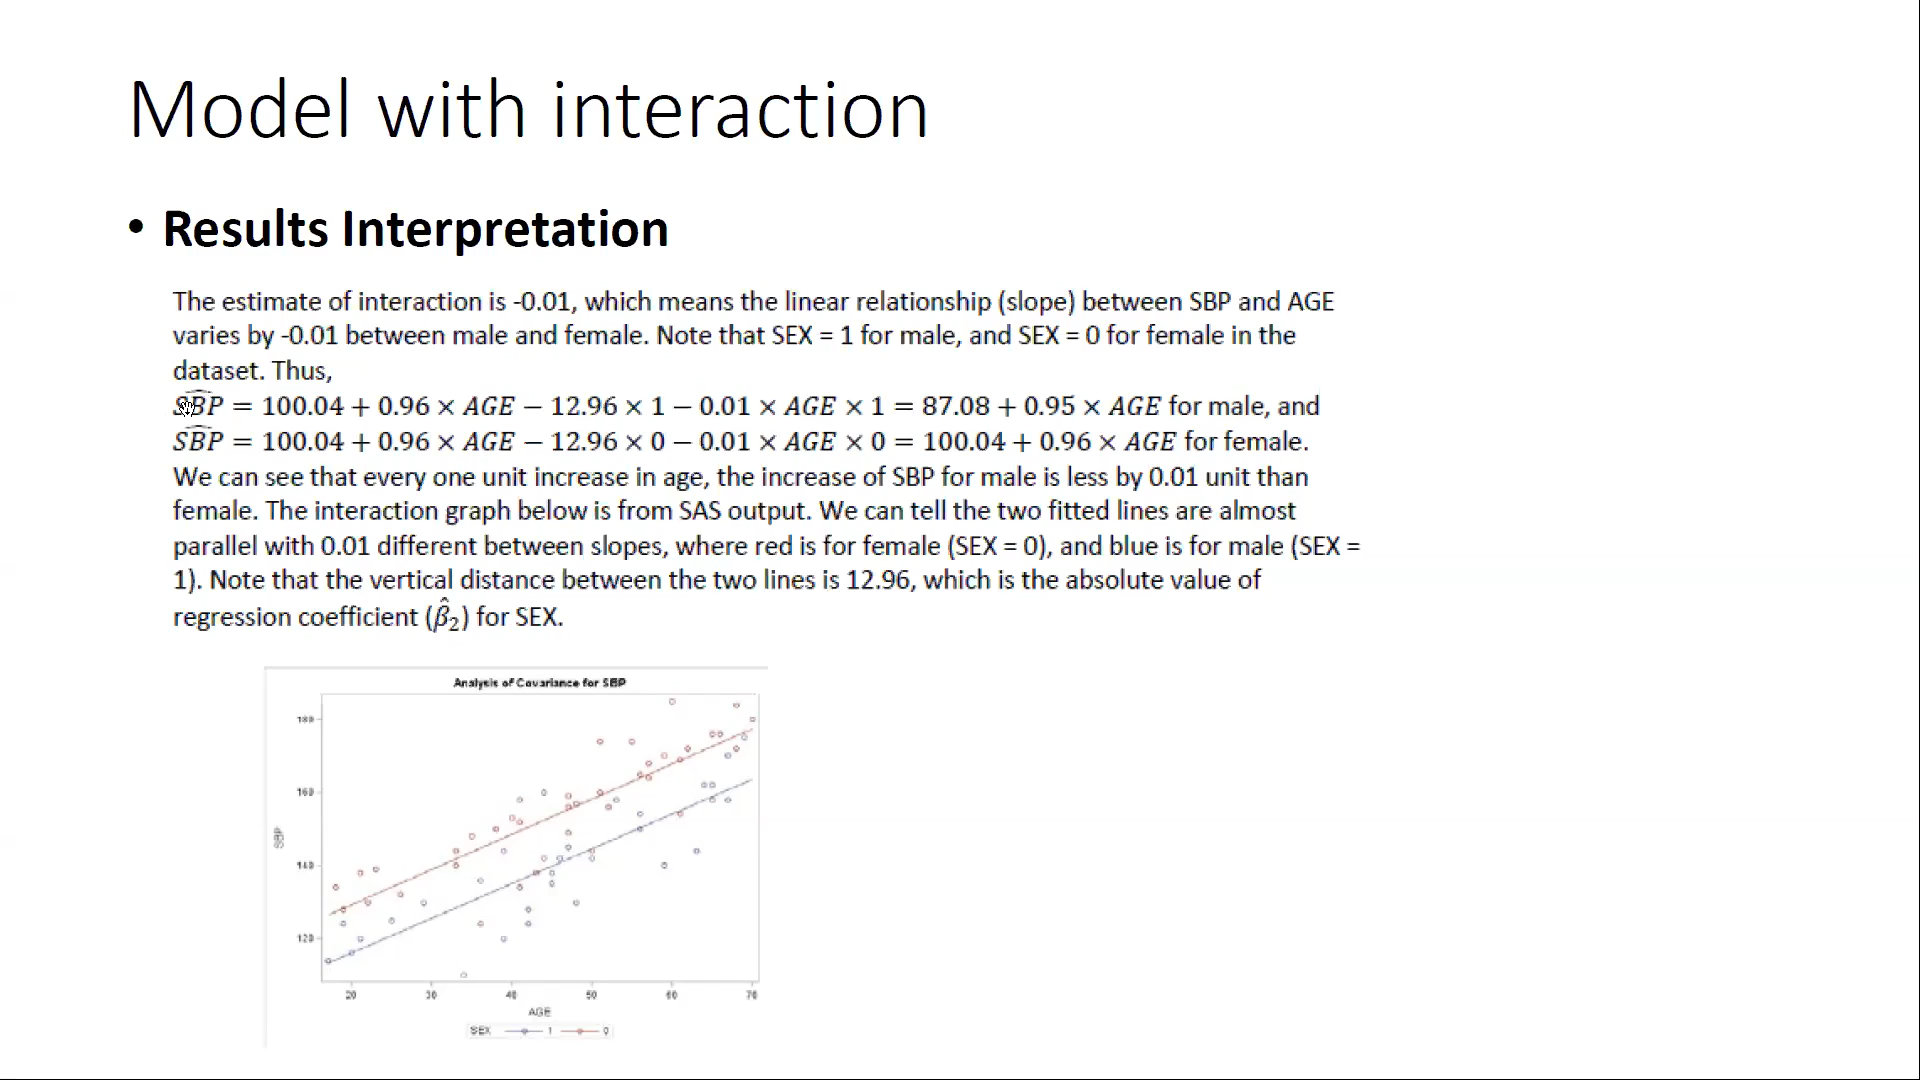 Model with interaction
• Results Interpretation
The estimate of interaction is -0.01, which means the linear relationship (slope) between SBP and AGE
varies by -0.01 between male and female. Note that SEX = 1 for male, and SEX = 0 for female in the
dataset. Thus,
\widehat{SBP} = 100.04 + 0.96 × AGE − 12.96 × 1 − 0.01 × AGE × 1 = 87.08 + 0.95 × AGE for male, and
\widehat{SBP} = 100.04 + 0.96 × AGE − 12.96 × 0 − 0.01 × AGE × 0 = 100.04 + 0.96 × AGE for female.
We can see that every one unit increase in age, the increase of SBP for male is less by 0.01 unit than
female. The interaction graph below is from SAS output. We can tell the two fitted lines are almost
parallel with 0.01 different between slopes, where red is for female (SEX = 0), and blue is for male (SEX =
1). Note that the vertical distance between the two lines is 12.96, which is the absolute value of
regression coefficient (β̂₂) for SEX.
Analysis of Covariance for SBP
180
160
140
120
SBP
20 30 40 50 60 70
AGE
SEX 1 0